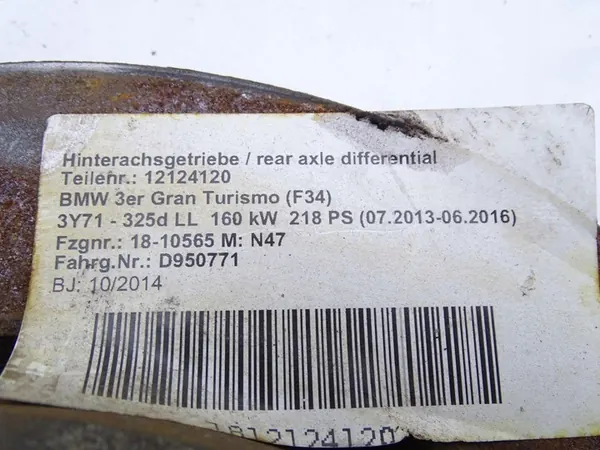 Hinterachsgetriebe / rear axle differential
Teilenr.: 12124120
BMW 3er Gran Turismo (F34)
3Y71 - 325d LL 160 kW 218 PS (07.2013-06.2016)
Fzgnr.: 18-10565 M: N47
Fahrg.Nr.: D950771
BJ: 10/2014
1812124120